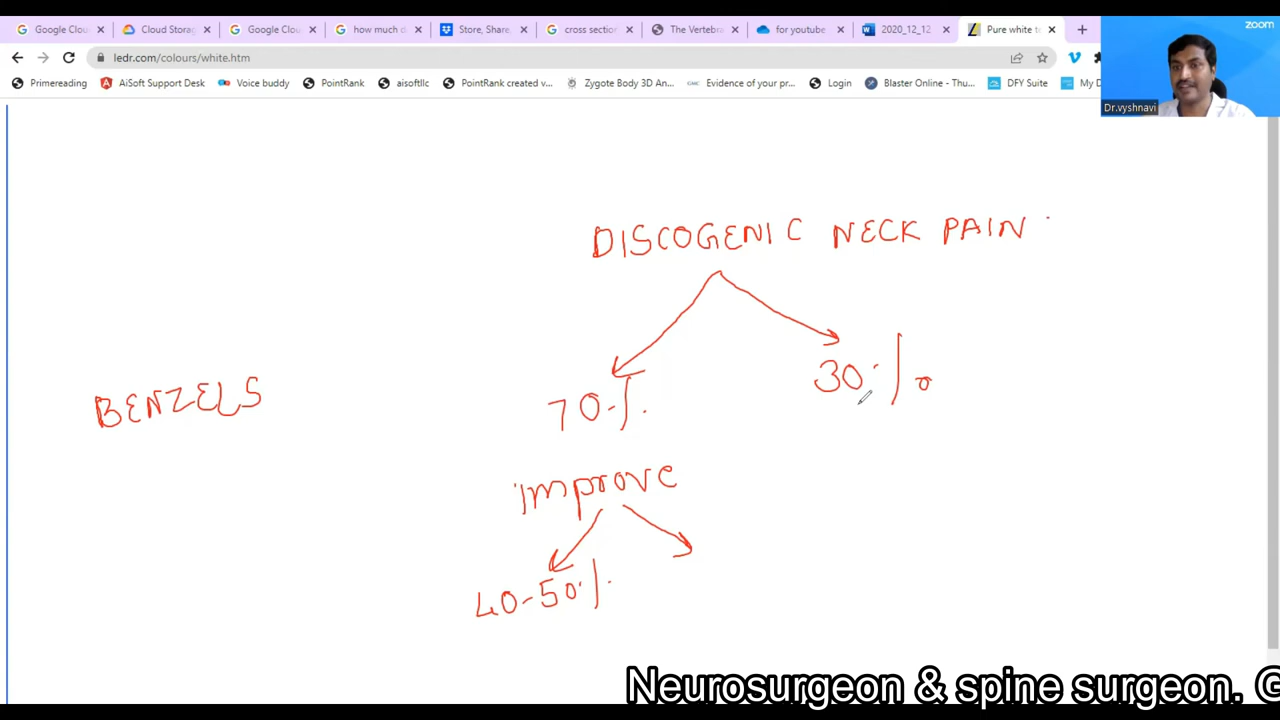 Google Clou
Cloud Storag
Google Clou
how much d
Store, Share,
cross section
The Vertebra
for youtube
2020_12_12
Pure white t
zoom
ledr.com/colours/white.htm
Primereading
AiSoft Support Desk
Voice buddy
PointRank
aisoftllc
PointRank created v...
Zygote Body 3D An...
Evidence of your pr...
Login
Blaster Online - Thu...
DFY Suite
My D
Dr.vyshnavi
DISCOGENIC NECK PAIN
70%
30%
BENZELS
Improve
40-50%
Neurosurgeon & spine surgeon. ©